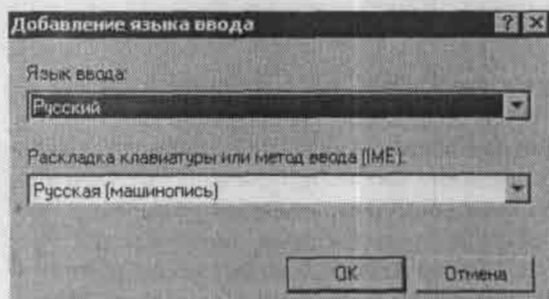 Добавление языка ввода
Язык ввода:
Русский
Раскладка клавиатуры или метод ввода (IME):
Русская (машинопись)
OK
Отмена